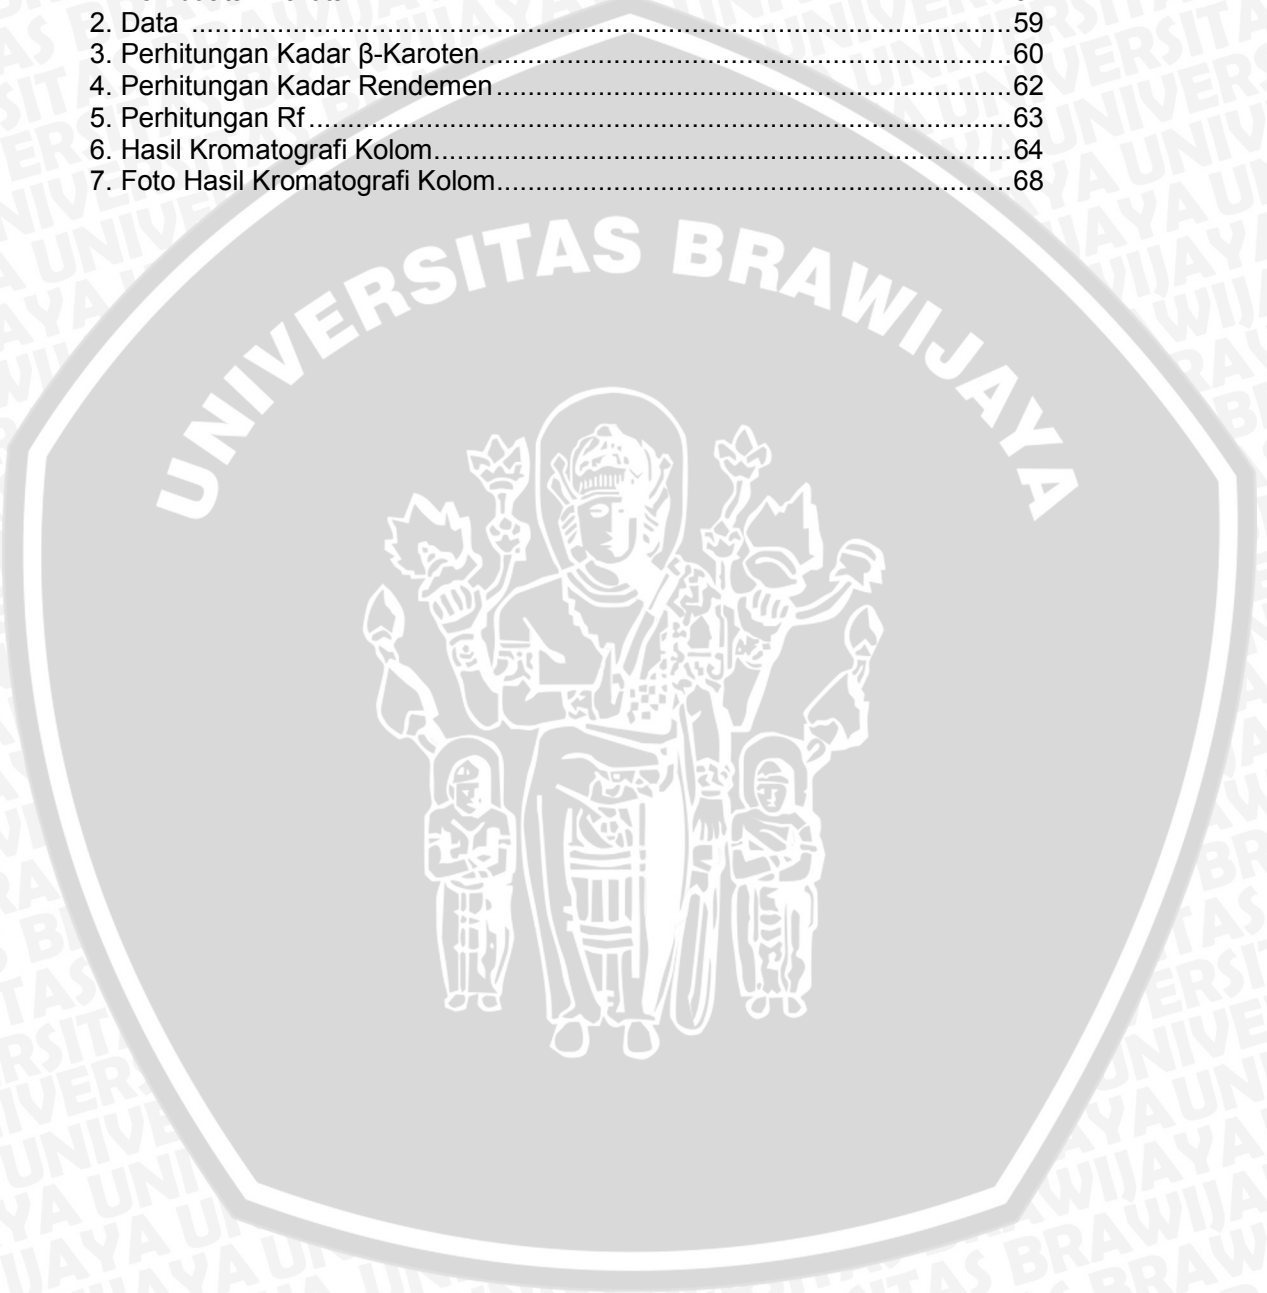 2. Data ........................................................................................................59
3. Perhitungan Kadar β-Karoten....................................................................60
4. Perhitungan Kadar Rendemen..................................................................62
5. Perhitungan Rf..........................................................................................63
6. Hasil Kromatografi Kolom..........................................................................64
7. Foto Hasil Kromatografi Kolom..................................................................68
UNIVERSITAS BRAWIJAYA